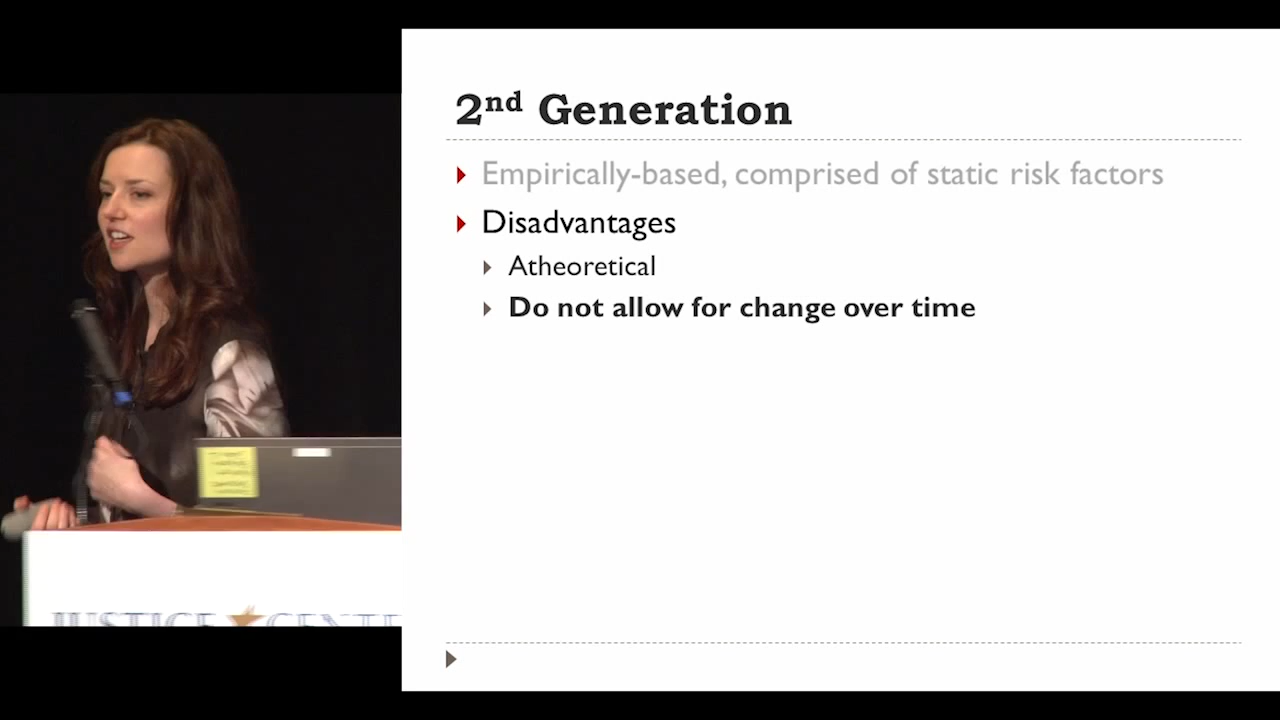 2nd Generation
Empirically-based, comprised of static risk factors
Disadvantages
Atheoretical
Do not allow for change over time
JUSTICE CENTE